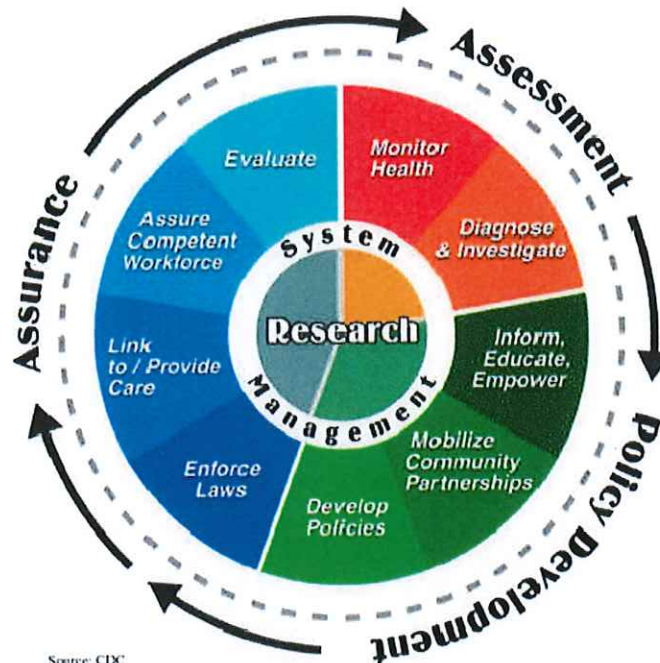 Assessment
Monitor
Health
Diagnose
& Investigate
Inform,
Educate,
Empower
Mobilize
Community
Partnerships
Develop
Policies
Policy Development
Enforce
Laws
Link
to / Provide
Care
Assure
Competent
Workforce
Evaluate
Assurance
System
Research
Management
Source: CDC